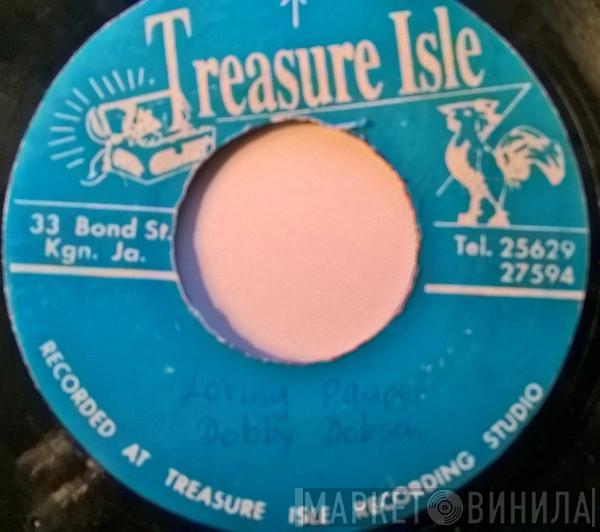 Treasure Isle
33 Bond St.
Kgn. Ja.
Tel. 25629
27594
Loving Pauper
Dobby Dobson
RECORDED AT TREASURE ISLE RECORDING STUDIO
МАРКЕТ ВИНИЛА